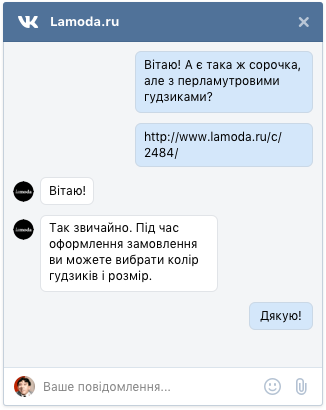 Lamoda.ru
Вітаю! А є така ж сорочка,
але з перламутровими
гудзиками?
http://www.lamoda.ru/c/
2484/
lamoda
Вітаю!
lamoda
Так звичайно. Під час
оформлення замовлення
ви можете вибрати колір
гудзиків і розмір.
Дякую!
Ваше повідомлення...